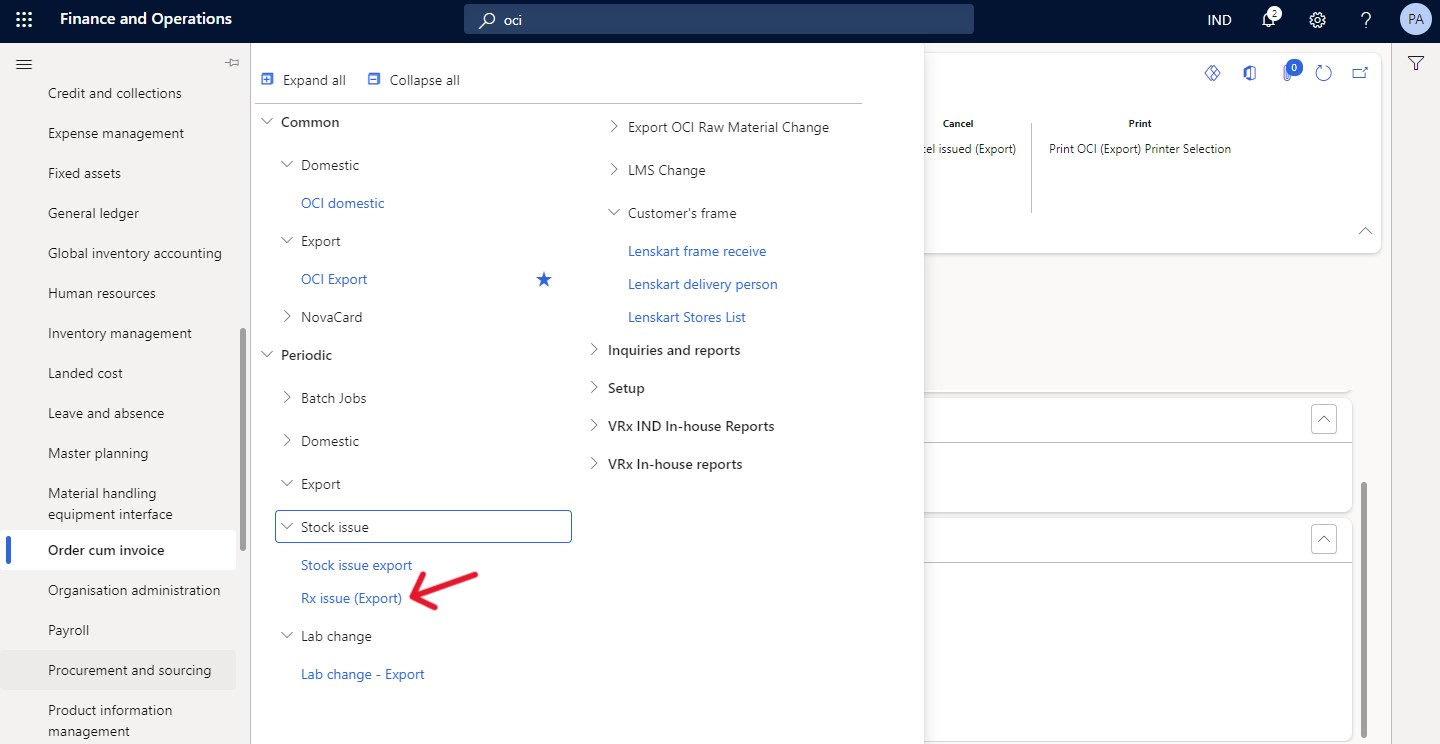 Finance and Operations
oci
IND
2
PA
Credit and collections
Expense management
Fixed assets
General ledger
Global inventory accounting
Human resources
Inventory management
Landed cost
Leave and absence
Master planning
Material handling
equipment interface
Order cum invoice
Organisation administration
Payroll
Procurement and sourcing
Product information
management
Expand all
Collapse all
Common
Domestic
OCI domestic
Export
OCI Export
NovaCard
Periodic
Batch Jobs
Domestic
Export
Stock issue
Stock issue export
Rx issue (Export)
Lab change
Lab change - Export
Export OCI Raw Material Change
LMS Change
Customer's frame
Lenskart frame receive
Lenskart delivery person
Lenskart Stores List
Inquiries and reports
Setup
VRx IND In-house Reports
VRx In-house reports
0
Cancel
cel issued (Export)
Print
Print OCI (Export) Printer Selection